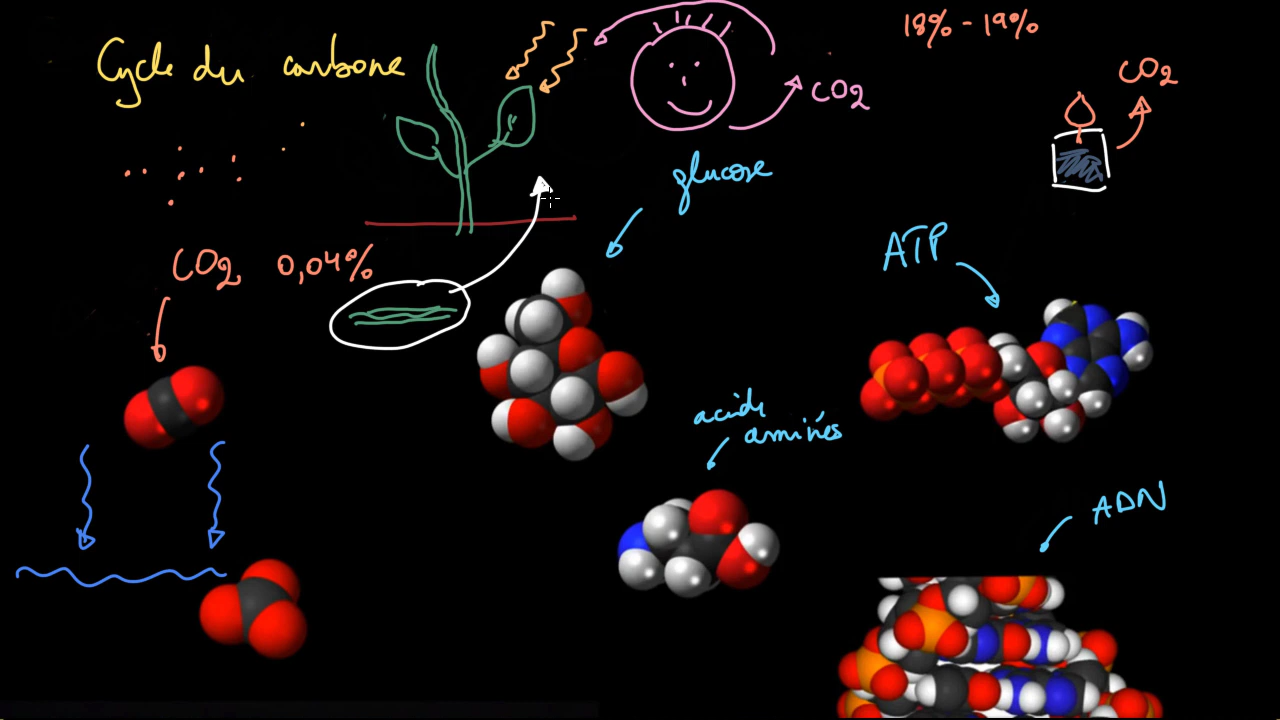 Cycle du carbone
18% - 19%
CO2
CO2
glucose
ATP
CO2 0,04%
acide
aminés
ADN